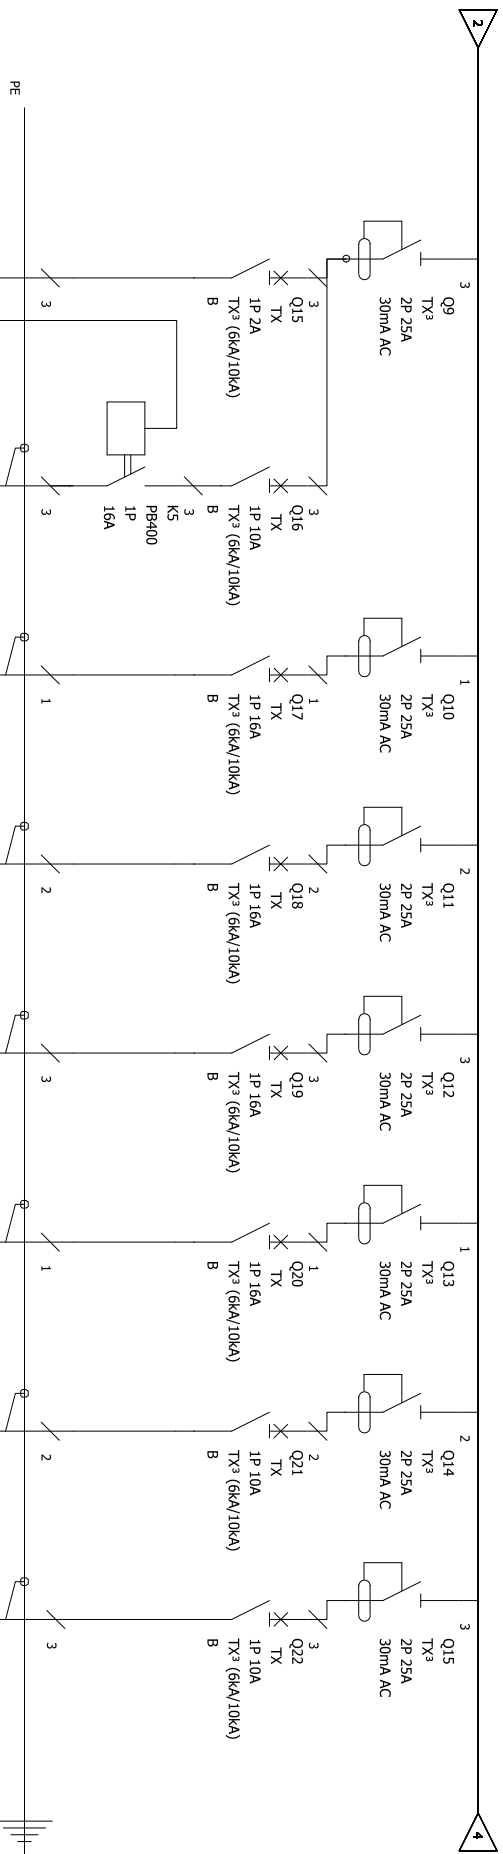 2
PE
3
Q9
TX³
2P 25A
30mA AC
3
Q15
TX
1P 2A
TX³ (6kA/10kA)
B
3
3
Q16
TX
1P 10A
TX³ (6kA/10kA)
B
3
K5
PB400
1P
16A
3
1
Q10
TX³
2P 25A
30mA AC
1
Q17
TX
1P 16A
TX³ (6kA/10kA)
B
1
2
Q11
TX³
2P 25A
30mA AC
2
Q18
TX
1P 16A
TX³ (6kA/10kA)
B
2
3
Q12
TX³
2P 25A
30mA AC
3
Q19
TX
1P 16A
TX³ (6kA/10kA)
B
3
1
Q13
TX³
2P 25A
30mA AC
1
Q20
TX
1P 16A
TX³ (6kA/10kA)
B
1
2
Q14
TX³
2P 25A
30mA AC
2
Q21
TX
1P 10A
TX³ (6kA/10kA)
B
2
3
Q15
TX³
2P 25A
30mA AC
3
Q22
TX
1P 10A
TX³ (6kA/10kA)
B
3
4